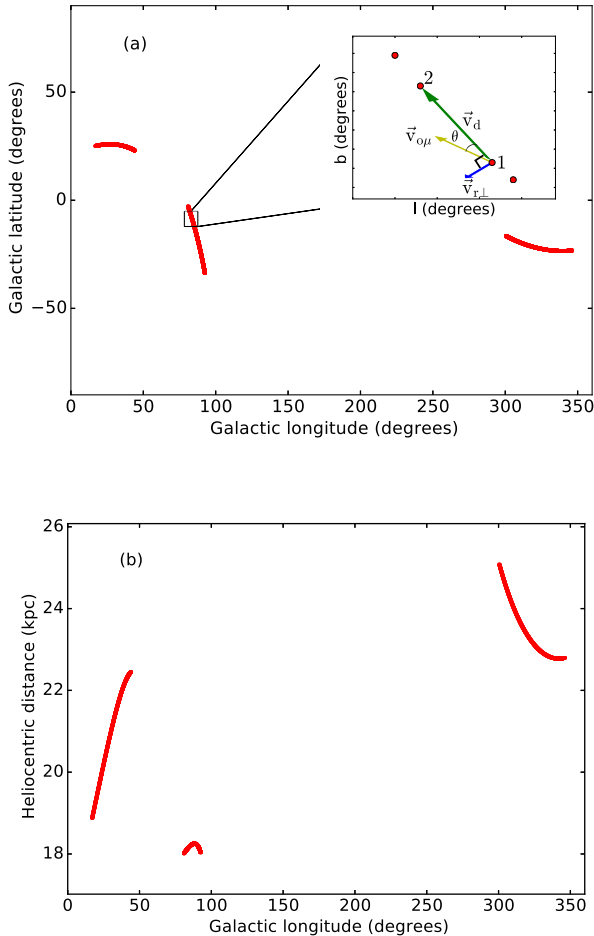 (a)
Galactic latitude (degrees)
50
0
−50
b (degrees)
2
v⃗d
v⃗oμ
θ
1
v⃗r⊥
l (degrees)
0 50 100 150 200 250 300 350
Galactic longitude (degrees)
(b)
Heliocentric distance (kpc)
26
24
22
20
18
0 50 100 150 200 250 300 350
Galactic longitude (degrees)